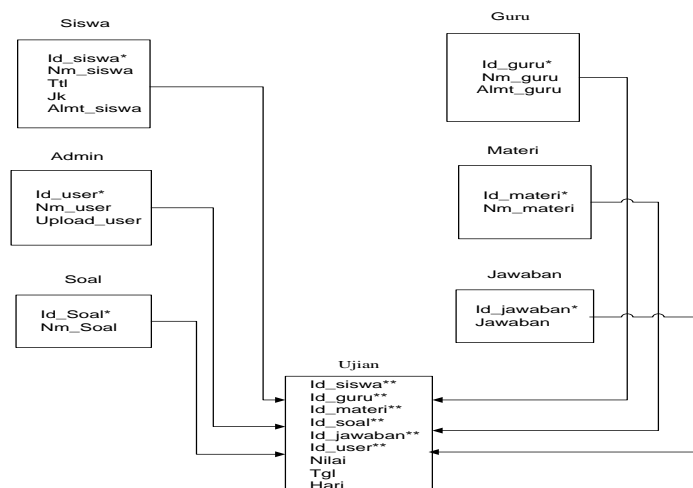 Siswa
Id_siswa*
Nm_siswa
Ttl
Jk
Almt_siswa
Guru
Id_guru*
Nm_guru
Almt_guru
Admin
Id_user*
Nm_user
Upload_user
Materi
Id_materi*
Nm_materi
Soal
Id_Soal*
Nm_Soal
Jawaban
Id_jawaban*
Jawaban
Ujian
Id_siswa**
Id_guru**
Id_materi**
Id_soal**
Id_jawaban**
Id_user**
Nilai
Tgl
Hari